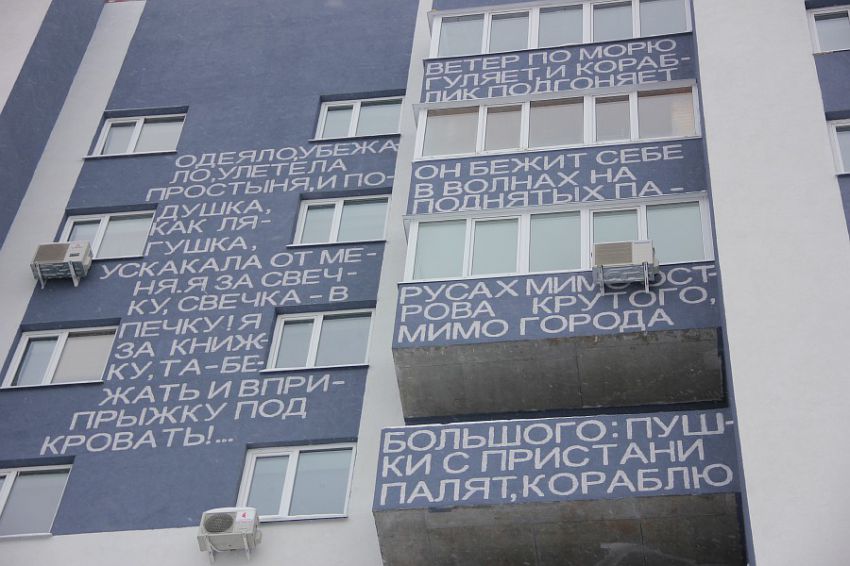 ОДЕЯЛО,УБЕЖА
ЛО,УЛЕТЕЛА
ПРОСТЫНЯ,И ПО-
ДУШКА,
КАК ЛЯ-
ГУШКА,
УСКАКАЛА ОТ МЕ-
НЯ.Я ЗА СВЕЧ-
КУ, СВЕЧКА - В
ПЕЧКУ! Я
ЗА КНИЖ-
КУ, ТА-БЕ-
ЖАТЬ И ВПРИ-
ПРЫЖКУ ПОД
КРОВАТЬ!...
ВЕТЕР ПО МОРЮ
ГУЛЯЕТ И КОРАБ-
ЛИК ПОДГОНЯЕТ
ОН БЕЖИТ СЕБЕ
В ВОЛНАХ НА
ПОДНЯТЫХ ПА-
РУСАХ МИМО ОСТ-
РОВА КРУТОГО,
МИМО ГОРОДА
БОЛЬШОГО: ПУШ-
КИ С ПРИСТАНИ
ПАЛЯТ, КОРАБЛЮ